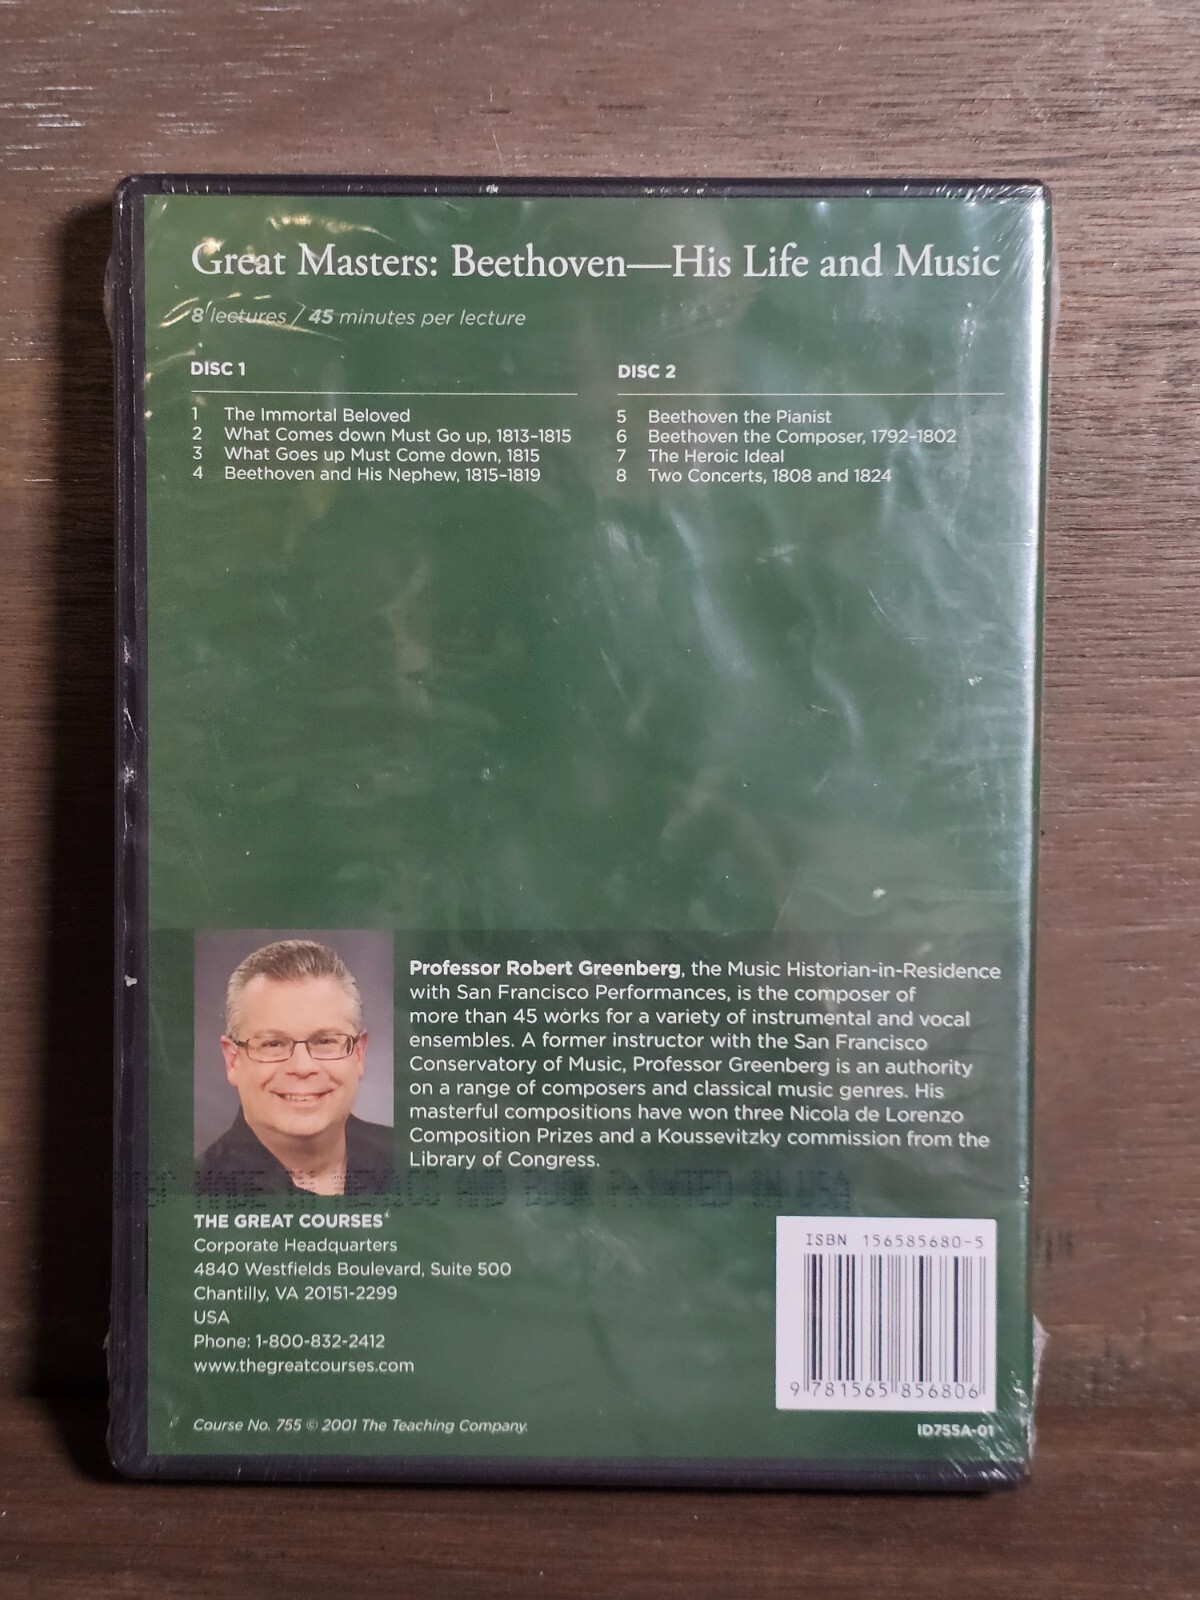 Great Masters: Beethoven—His Life and Music
8 lectures / 45 minutes per lecture
DISC 1
1 The Immortal Beloved
2 What Comes down Must Go up, 1813–1815
3 What Goes up Must Come down, 1815
4 Beethoven and His Nephew, 1815–1819
DISC 2
5 Beethoven the Pianist
6 Beethoven the Composer, 1792–1802
7 The Heroic Ideal
8 Two Concerts, 1808 and 1824
Professor Robert Greenberg, the Music Historian-in-Residence
with San Francisco Performances, is the composer of
more than 45 works for a variety of instrumental and vocal
ensembles. A former instructor with the San Francisco
Conservatory of Music, Professor Greenberg is an authority
on a range of composers and classical music genres. His
masterful compositions have won three Nicola de Lorenzo
Composition Prizes and a Koussevitzky commission from the
Library of Congress.
MADE IN MEXICO AND BOOK PRINTED IN USA
THE GREAT COURSES
Corporate Headquarters
4840 Westfields Boulevard, Suite 500
Chantilly, VA 20151-2299
USA
Phone: 1-800-832-2412
www.thegreatcourses.com
Course No. 755 © 2001 The Teaching Company.
ISBN 156585680-5
9 781565 856806
ID755A-01